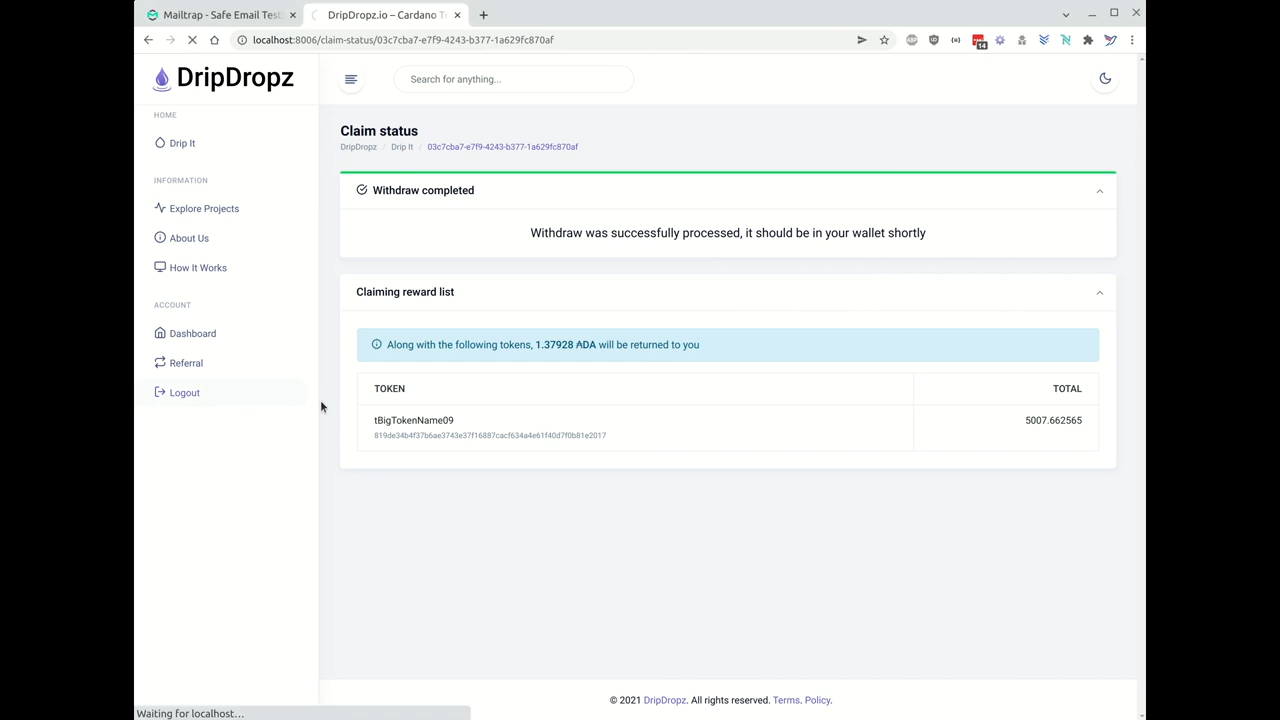 Mailtrap - Safe Email Test
DripDropz.io – Cardano T
localhost:8006/claim-status/03c7cba7-e7f9-4243-b377-1a629fc870af
14
DripDropz
Search for anything...
HOME
Drip It
INFORMATION
Explore Projects
About Us
How It Works
ACCOUNT
Dashboard
Referral
Logout
Claim status
DripDropz / Drip It / 03c7cba7-e7f9-4243-b377-1a629fc870af
Withdraw completed
Withdraw was successfully processed, it should be in your wallet shortly
Claiming reward list
Along with the following tokens, 1.37928 ₳DA will be returned to you
TOKEN TOTAL
tBigTokenName09 5007.662565
819de34b4f37b6ae3743e37f16887cacf634a4e61f40d7f0b81e2017
© 2021 DripDropz. All rights reserved. Terms. Policy.
Waiting for localhost...